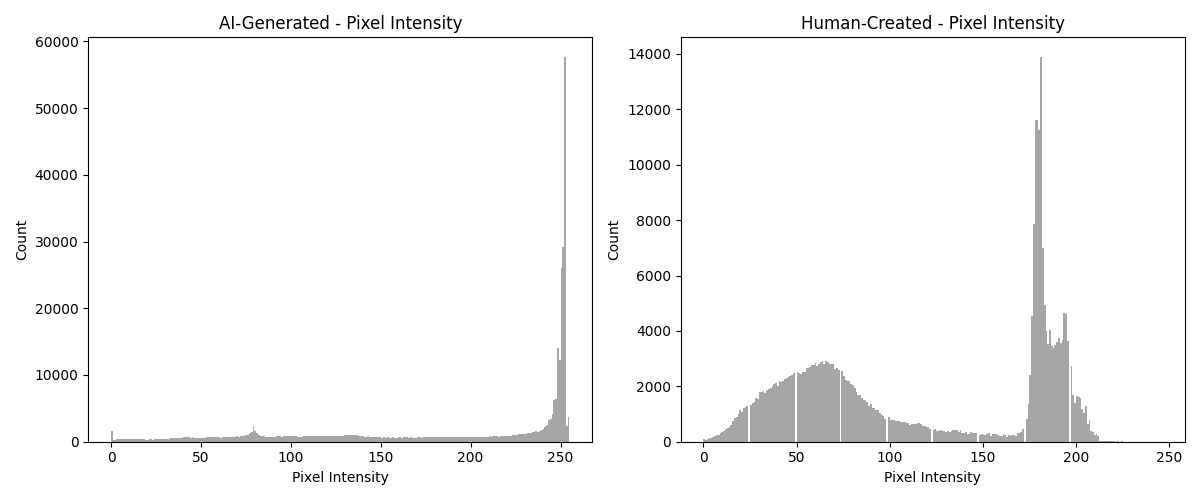 AI-Generated - Pixel Intensity
60000
50000
40000
30000
20000
10000
0
Count
0 50 100 150 200 250
Pixel Intensity
Human-Created - Pixel Intensity
14000
12000
10000
8000
6000
4000
2000
0
Count
0 50 100 150 200 250
Pixel Intensity